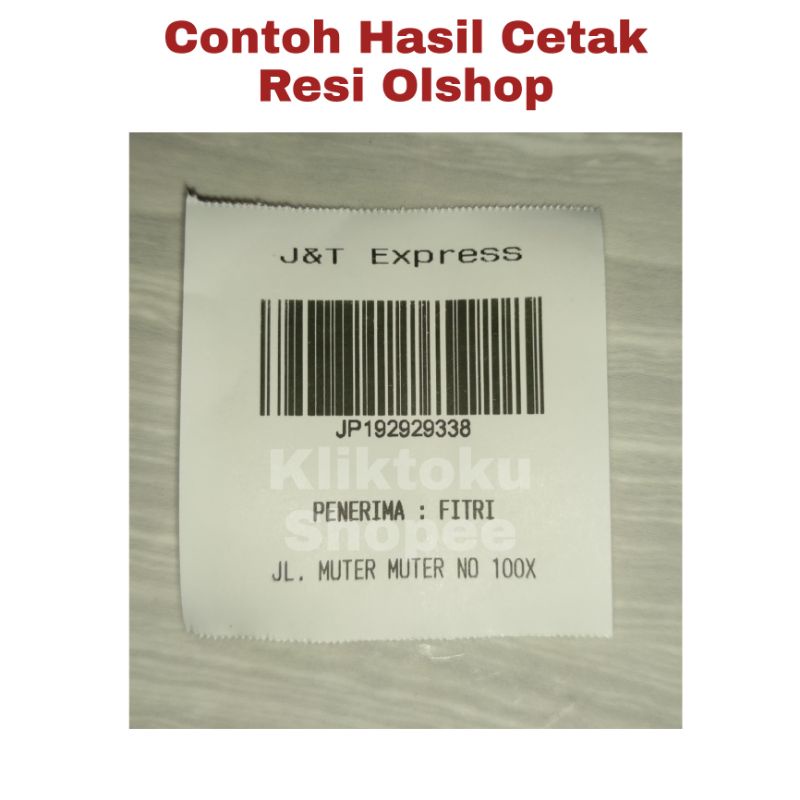 Contoh Hasil Cetak
Resi Olshop
J&T Express
JP192929338
Kliktoku
PENERIMA : FITRI
Shopee
JL. MUTER MUTER NO 100X